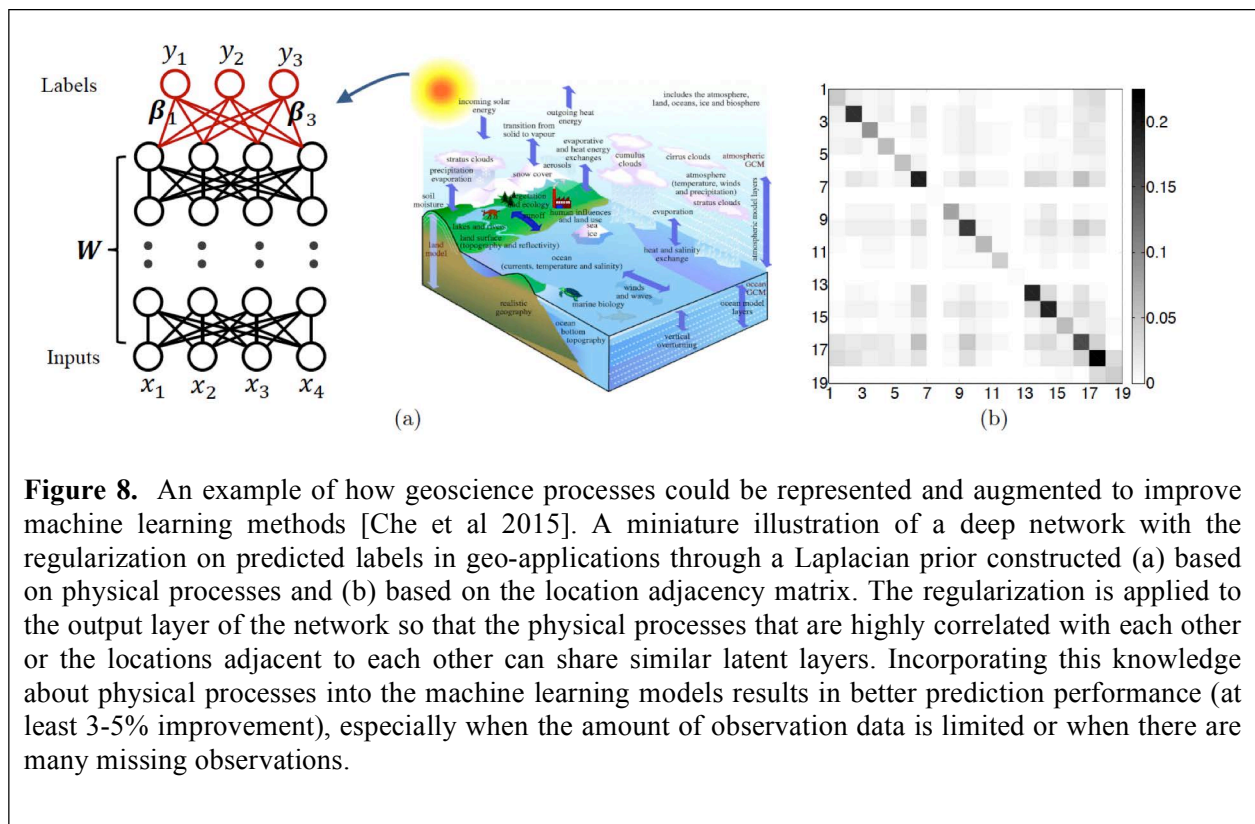 y₁ y₂ y₃
Labels
β₁ β₃
W
Inputs
x₁ x₂ x₃ x₄
incoming solar
energy
outgoing heat
energy
includes the atmosphere,
land, oceans, ice and biosphere
transition from
solid to vapour
evaporative
and heat energy
exchanges
stratus clouds
aerosols
snow cover
cumulus
clouds
cirrus clouds
atmospheric
GCM
precipitation
evaporation
atmosphere
(temperature, winds
and precipitation)
stratus clouds
soil
moisture
vegetation
and ecology
runoff
human influences
and land use
evaporation
atmospheric model layers
lakes and river
land surface
(topography and reflectivity)
sea
ice
land
model
ocean
(currents, temperature and salinity)
heat and salinity
exchange
winds
and waves
ocean
GCM
realistic
geography
marine biology
ocean model
layers
ocean
bottom
topography
vertical
overturning
(a)
1
3
5
7
9
11
13
15
17
19
1 3 5 7 9 11 13 15 17 19
0.2
0.15
0.1
0.05
0
(b)
Figure 8. An example of how geoscience processes could be represented and augmented to improve
machine learning methods [Che et al 2015]. A miniature illustration of a deep network with the
regularization on predicted labels in geo-applications through a Laplacian prior constructed (a) based
on physical processes and (b) based on the location adjacency matrix. The regularization is applied to
the output layer of the network so that the physical processes that are highly correlated with each other
or the locations adjacent to each other can share similar latent layers. Incorporating this knowledge
about physical processes into the machine learning models results in better prediction performance (at
least 3-5% improvement), especially when the amount of observation data is limited or when there are
many missing observations.